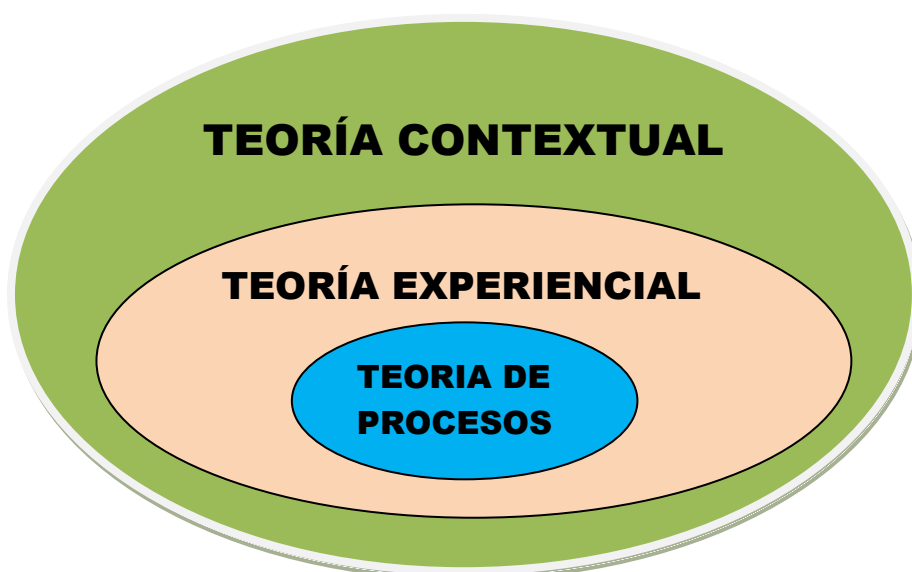 TEORÍA CONTEXTUAL
TEORÍA EXPERIENCIAL
TEORIA DE
PROCESOS